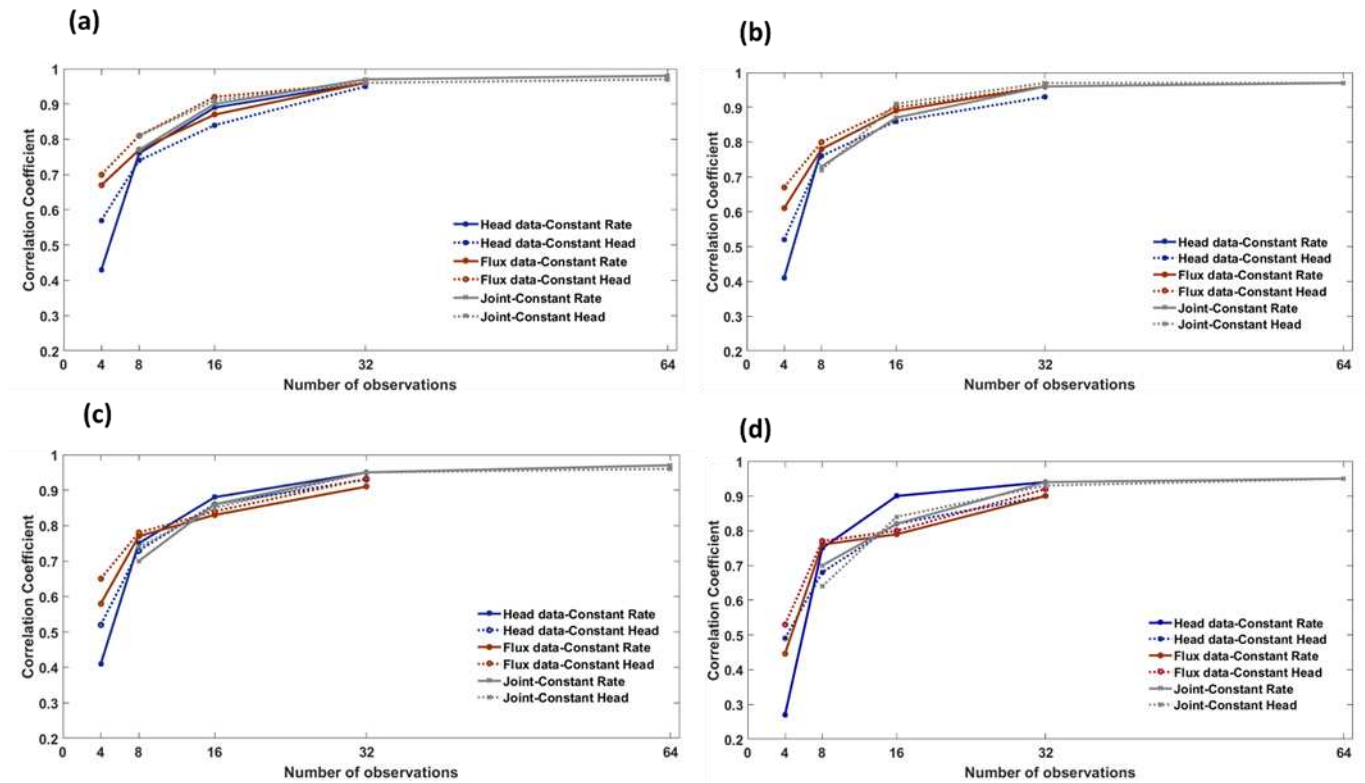 (a)
Correlation Coefficient
1
0.9
0.8
0.7
0.6
0.5
0.4
0.3
0.2
0 4 8 16 32 64
Number of observations
Head data-Constant Rate
Head data-Constant Head
Flux data-Constant Rate
Flux data-Constant Head
Joint-Constant Rate
Joint-Constant Head
(b)
Correlation Coefficient
1
0.9
0.8
0.7
0.6
0.5
0.4
0.3
0.2
0 4 8 16 32 64
Number of observations
Head data-Constant Rate
Head data-Constant Head
Flux data-Constant Rate
Flux data-Constant Head
Joint-Constant Rate
Joint-Constant Head
(c)
Correlation Coefficient
1
0.9
0.8
0.7
0.6
0.5
0.4
0.3
0.2
0 4 8 16 32 64
Number of observations
Head data-Constant Rate
Head data-Constant Head
Flux data-Constant Rate
Flux data-Constant Head
Joint-Constant Rate
Joint-Constant Head
(d)
Correlation Coefficient
1
0.9
0.8
0.7
0.6
0.5
0.4
0.3
0.2
0 4 8 16 32 64
Number of observations
Head data-Constant Rate
Head data-Constant Head
Flux data-Constant Rate
Flux data-Constant Head
Joint-Constant Rate
Joint-Constant Head